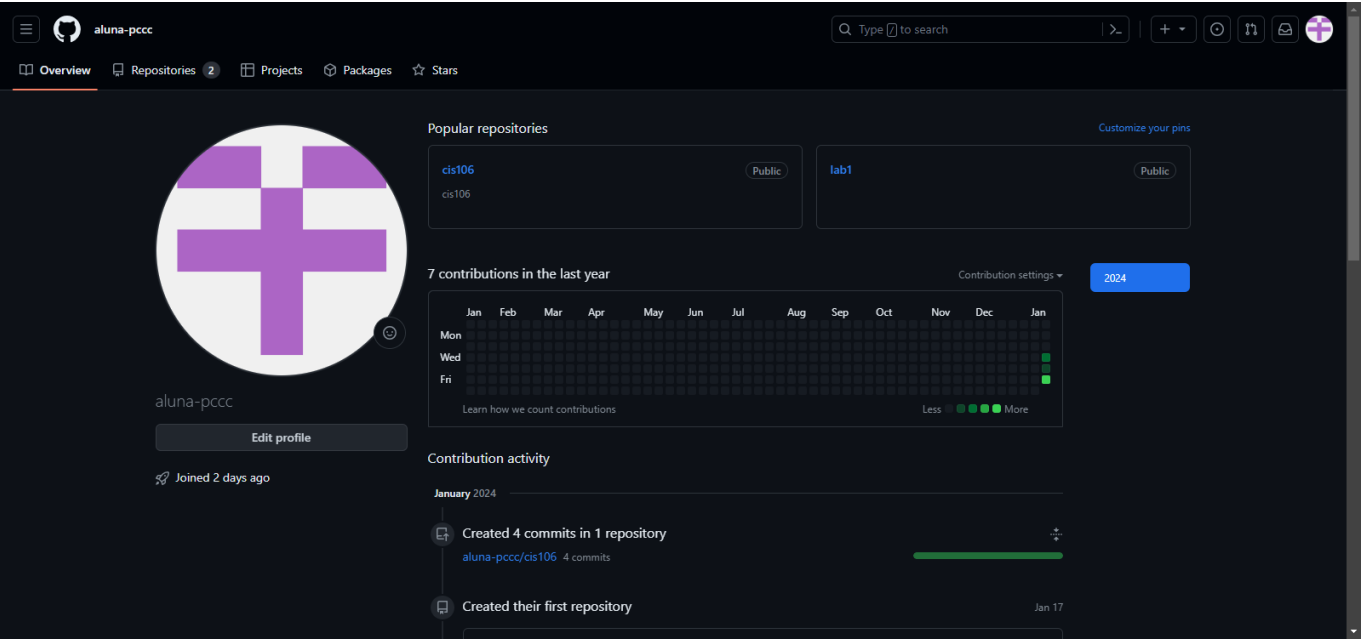 aluna-pccc
Type / to search
Overview Repositories 2 Projects Packages Stars
Popular repositories Customize your pins
cis106 Public
cis106
lab1 Public
7 contributions in the last year Contribution settings
2024
Jan Feb Mar Apr May Jun Jul Aug Sep Oct Nov Dec Jan
Mon
Wed
Fri
Learn how we count contributions Less More
aluna-pccc
Edit profile
Joined 2 days ago
Contribution activity
January 2024
Created 4 commits in 1 repository
aluna-pccc/cis106 4 commits
Created their first repository Jan 17